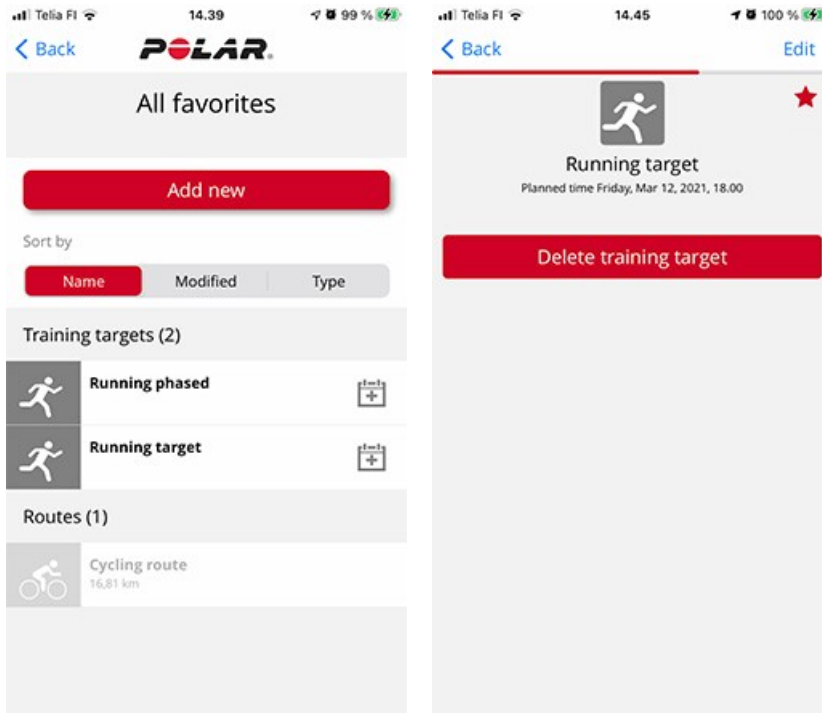 Telia FI 14.39 99 %
Back POLAR.
All favorites
Add new
Sort by
Name Modified Type
Training targets (2)
Running phased
Running target
Routes (1)
Cycling route
16,81 km
Telia FI 14.45 100 %
Back Edit
Running target
Planned time Friday, Mar 12, 2021, 18.00
Delete training target